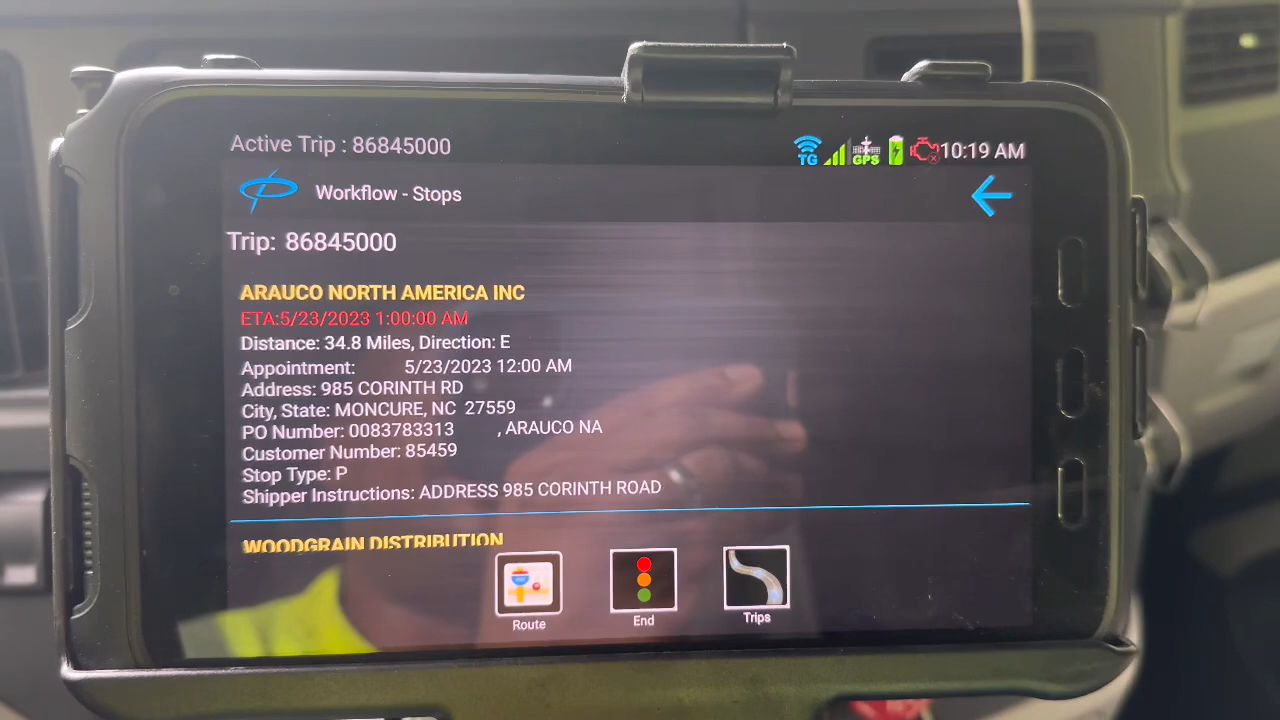 Active Trip : 86845000
TG GPS 10:19 AM
Workflow - Stops
Trip: 86845000
ARAUCO NORTH AMERICA INC
ETA:5/23/2023 1:00:00 AM
Distance: 34.8 Miles, Direction: E
Appointment: 5/23/2023 12:00 AM
Address: 985 CORINTH RD
City, State: MONCURE, NC 27559
PO Number: 0083783313 , ARAUCO NA
Customer Number: 85459
Stop Type: P
Shipper Instructions: ADDRESS 985 CORINTH ROAD
WOODGRAIN DISTRIBUTION
Route End Trips